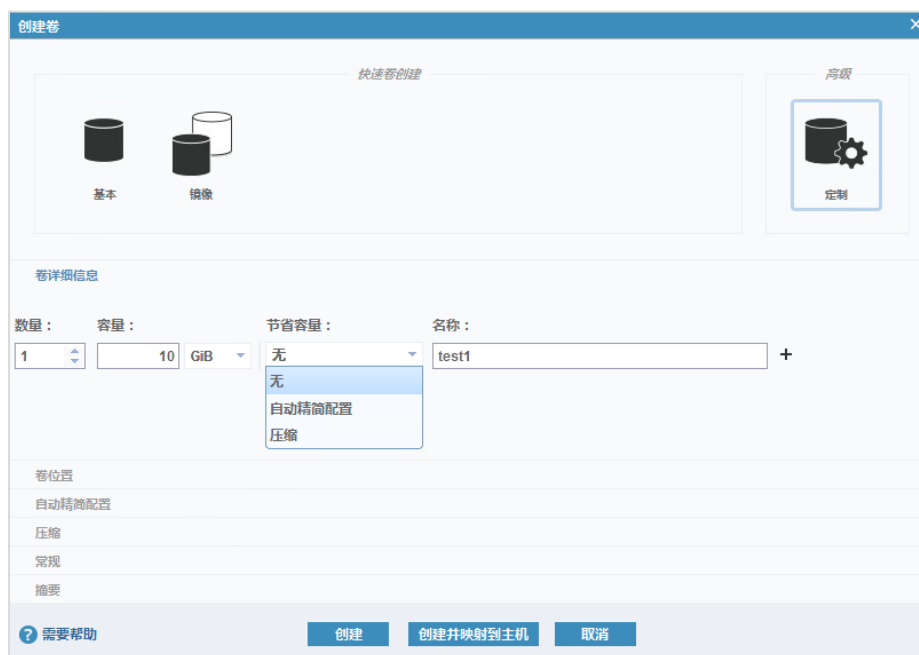 创建卷
快速卷创建
高级
基本
镜像
定制
卷详细信息
数量：
容量：
节省容量：
名称：
1
10
GiB
无
test1
+
无
自动精简配置
压缩
卷位置
自动精简配置
压缩
常规
摘要
? 需要帮助
创建
创建并映射到主机
取消